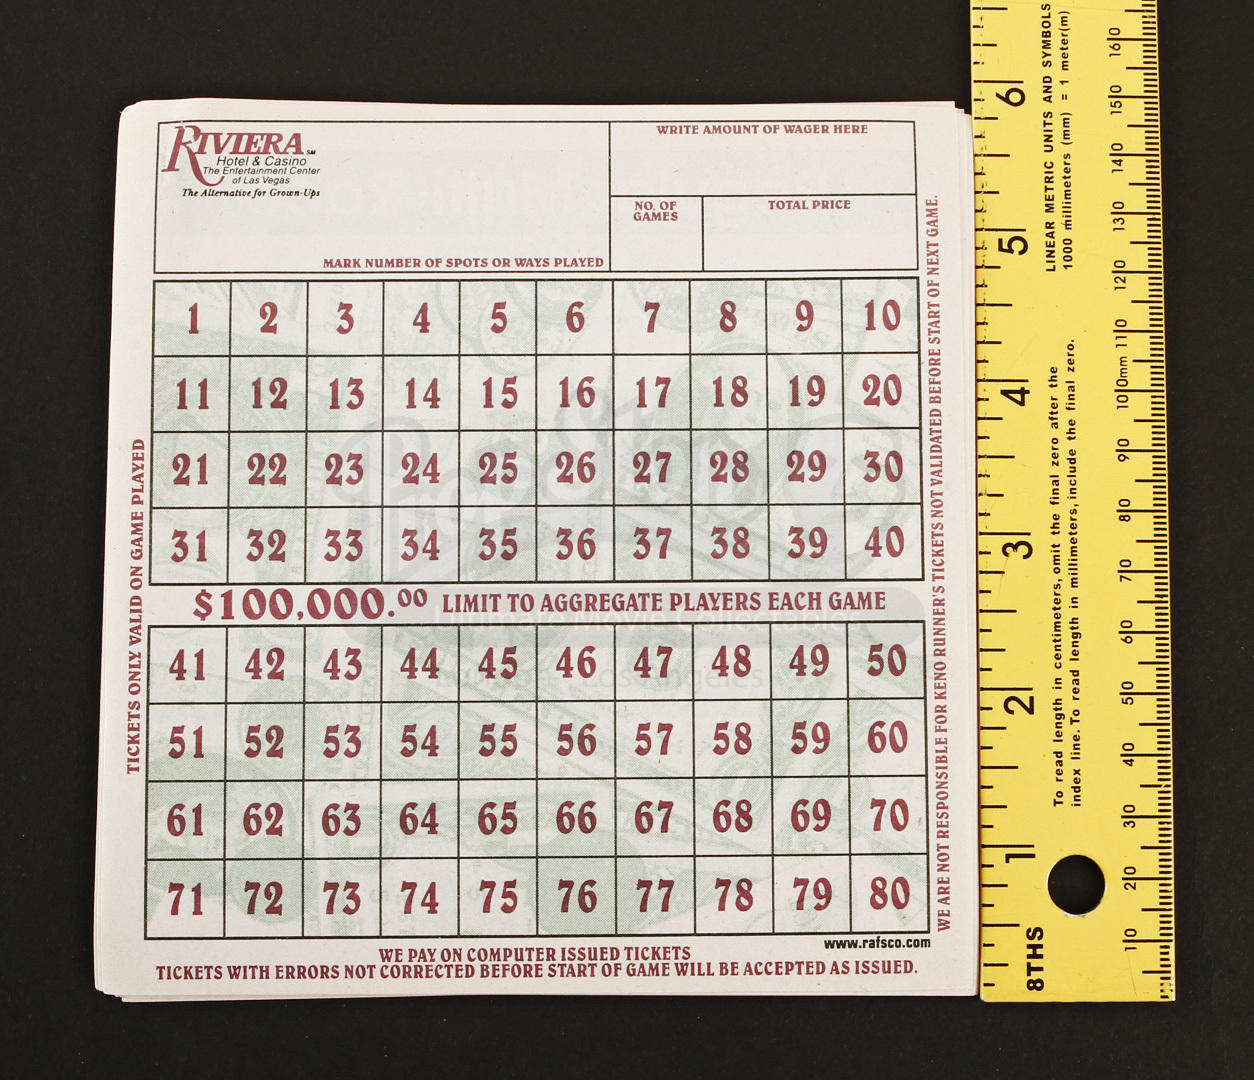 RIVIERA SM
Hotel & Casino
The Entertainment Center
of Las Vegas
The Alternative for Grown-Ups
MARK NUMBER OF SPOTS OR WAYS PLAYED
WRITE AMOUNT OF WAGER HERE
NO. OF
GAMES
TOTAL PRICE
1 2 3 4 5 6 7 8 9 10
11 12 13 14 15 16 17 18 19 20
21 22 23 24 25 26 27 28 29 30
31 32 33 34 35 36 37 38 39 40
$100,000.00 LIMIT TO AGGREGATE PLAYERS EACH GAME
Ultimate Movie Collectables
London - Los Angeles
41 42 43 44 45 46 47 48 49 50
51 52 53 54 55 56 57 58 59 60
61 62 63 64 65 66 67 68 69 70
71 72 73 74 75 76 77 78 79 80
www.rafsco.com
WE PAY ON COMPUTER ISSUED TICKETS
TICKETS WITH ERRORS NOT CORRECTED BEFORE START OF GAME WILL BE ACCEPTED AS ISSUED.
TICKETS ONLY VALID ON GAME PLAYED
WE ARE NOT RESPONSIBLE FOR KENO RUNNER'S TICKETS NOT VALIDATED BEFORE START OF NEXT GAME.
8THS
1 2 3 4 5 6
LINEAR METRIC UNITS AND SYMBOLS
1000 millimeters (mm) = 1 meter(m)
To read length in centimeters, omit the final zero after the
index line. To read length in millimeters, include the final zero.
10 20 30 40 50 60 70 80 90 100mm 110 120 130 140 150 160